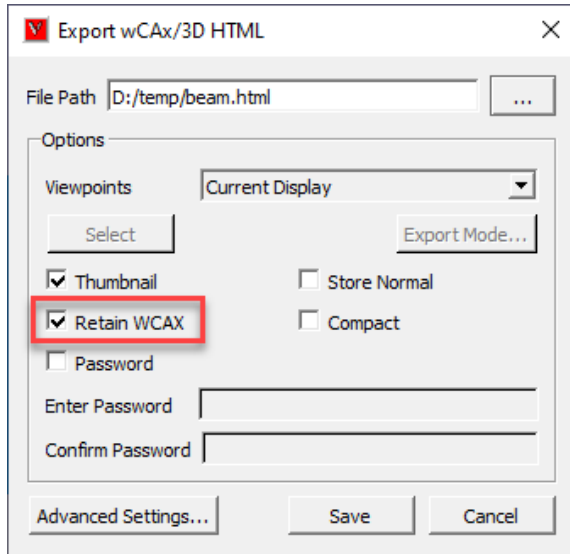 Export wCAx/3D HTML
File Path D:/temp/beam.html ...
Options
Viewpoints Current Display
Select Export Mode...
Thumbnail Store Normal
Retain WCAX Compact
Password
Enter Password
Confirm Password
Advanced Settings... Save Cancel